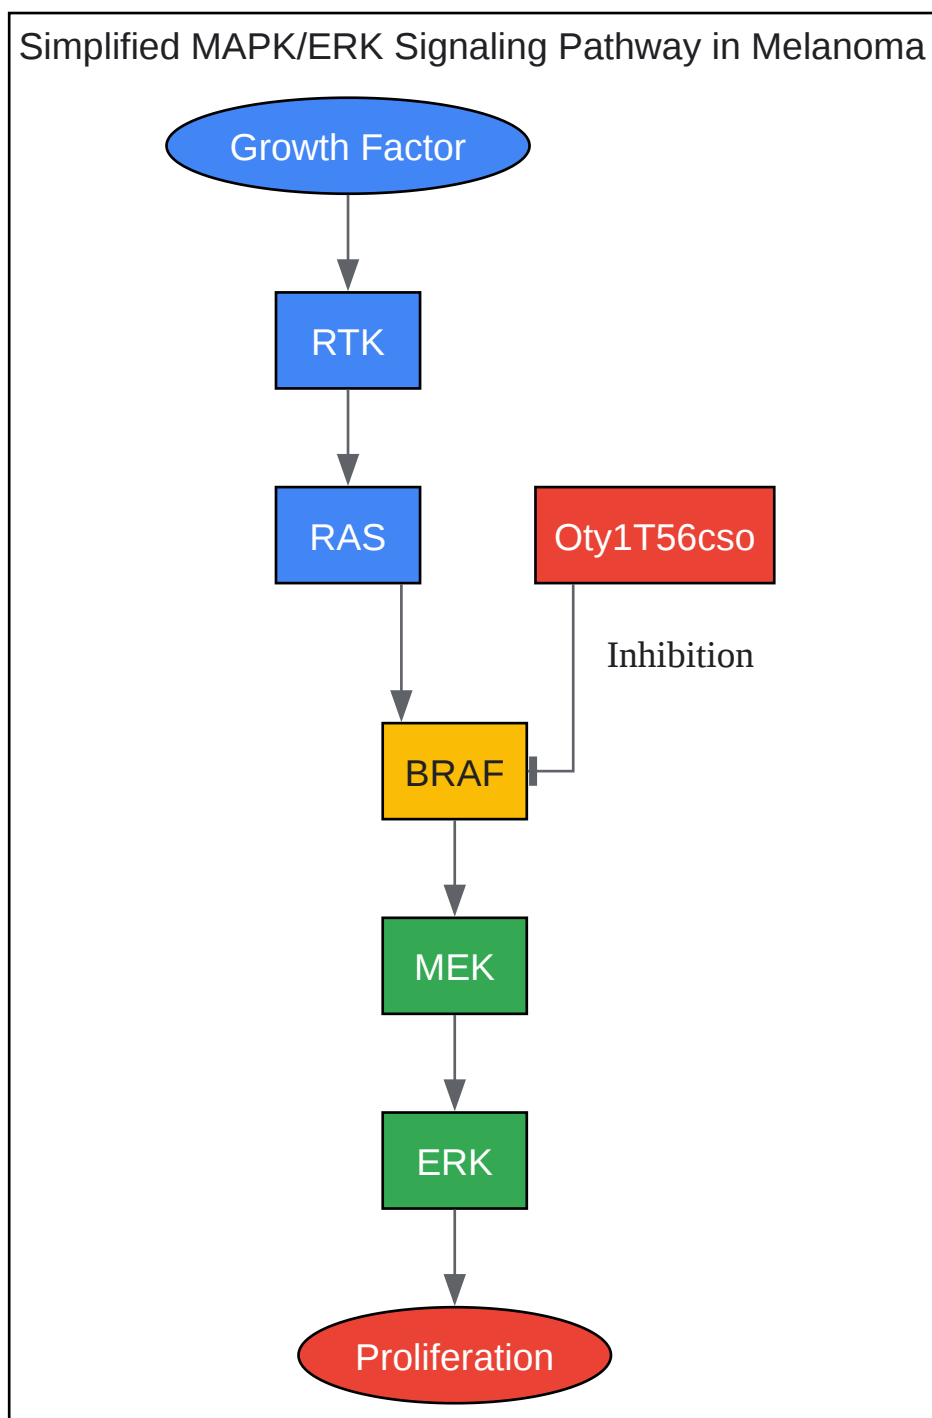 Simplified MAPK/ERK Signaling Pathway in Melanoma
Growth Factor
RTK
RAS
Oty1T56cso
Inhibition
BRAF
MEK
ERK
Proliferation